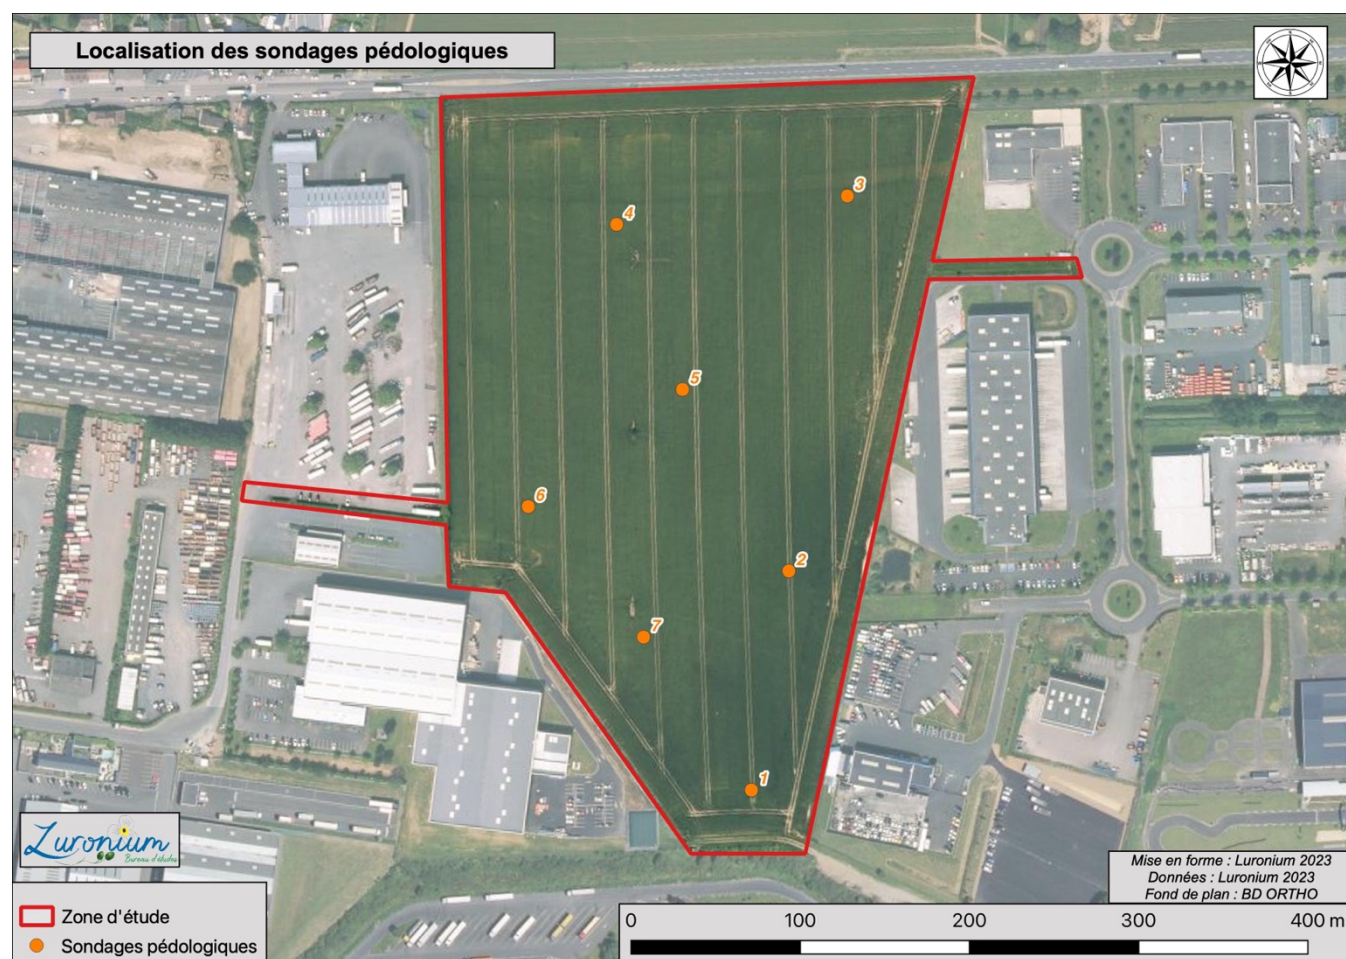 Localisation des sondages pédologiques
3
4
5
6
2
7
1
Luronium
Bureau d'études
Mise en forme : Luronium 2023
Données : Luronium 2023
Fond de plan : BD ORTHO
Zone d'étude
Sondages pédologiques
0 100 200 300 400 m